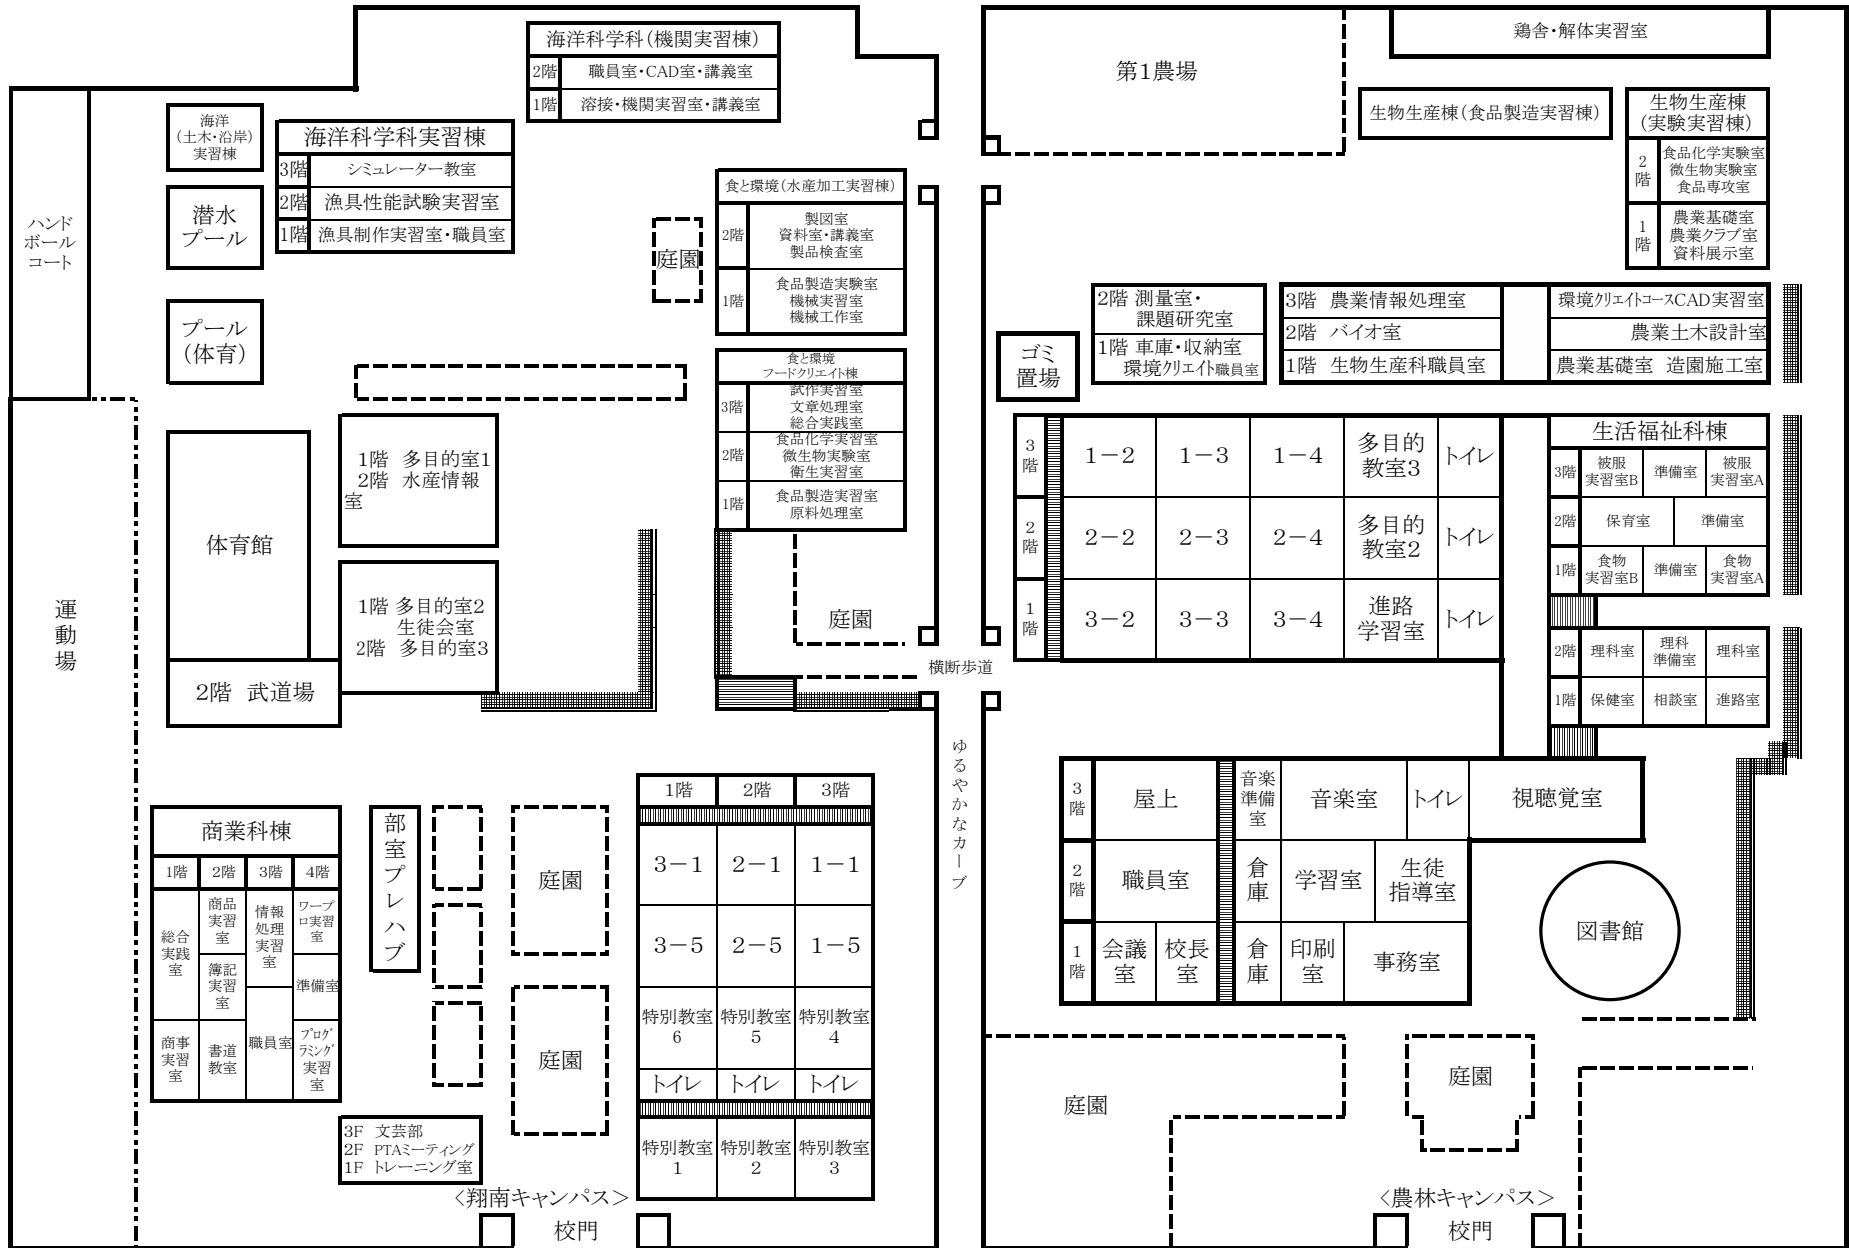 海洋科学科(機関実習棟)
2階 職員室・CAD室・講義室
1階 溶接・機関実習室・講義室
海洋
(土木・沿岸)
実習棟
海洋科学科実習棟
3階 シミュレーター教室
2階 漁具性能試験実習室
1階 漁具制作実習室・職員室
潜水
プール
ハンド
ボール
コート
プール
(体育)
庭園
食と環境(水産加工実習棟)
2階
製図室
資料室・講義室
製品検査室
1階
食品製造実験室
機械実習室
機械工作室
食と環境
フードクリエイト棟
3階
試作実習室
文章処理室
総合実践室
2階
食品化学実習室
微生物実験室
衛生実習室
1階
食品製造実習室
原料処理室
庭園
1階 多目的室1
2階 水産情報
室
体育館
1階 多目的室2
生徒会室
2階 多目的室3
2階 武道場
運動場
商業科棟
1階 2階 3階 4階
総合
実践
室
商事
実習
室
商品
実習
室
簿記
実習
室
書道
教室
情報
処理
実習
室
職員室
ワープ
ロ実習
室
準備室
プログ
ラミング
実習
室
部室プレハブ
庭園
庭園
3F 文芸部
2F PTAミーティング
1F トレーニング室
1階 2階 3階
3-1 2-1 1-1
3-5 2-5 1-5
特別教室 特別教室 特別教室
6 5 4
トイレ トイレ トイレ
特別教室 特別教室 特別教室
1 2 3
<翔南キャンパス>
校門
横断歩道
ゆるやかなカーブ
第1農場
鶏舎・解体実習室
生物生産棟(食品製造実習棟)
生物生産棟
(実験実習棟)
2階
食品化学実験室
微生物実験室
食品専攻室
1階
農業基礎室
農業クラブ室
資料展示室
ゴミ
置場
2階 測量室・
課題研究室
1階 車庫・収納室
環境クリエイト職員室
3階 農業情報処理室 環境クリエイトコースCAD実習室
2階 バイオ室 農業土木設計室
1階 生物生産科職員室 農業基礎室 造園施工室
3階 1-2 1-3 1-4 多目的教室3 トイレ
2階 2-2 2-3 2-4 多目的教室2 トイレ
1階 3-2 3-3 3-4 進路学習室 トイレ
生活福祉科棟
3階 被服実習室B 準備室 被服実習室A
2階 保育室 準備室
1階 食物実習室B 準備室 食物実習室A
2階 理科室 理科準備室 理科室
1階 保健室 相談室 進路室
3階 屋上 音楽準備室 音楽室 トイレ 視聴覚室
2階 職員室 倉庫 学習室 生徒指導室
1階 会議室 校長室 倉庫 印刷室 事務室
図書館
庭園
庭園
<農林キャンパス>
校門